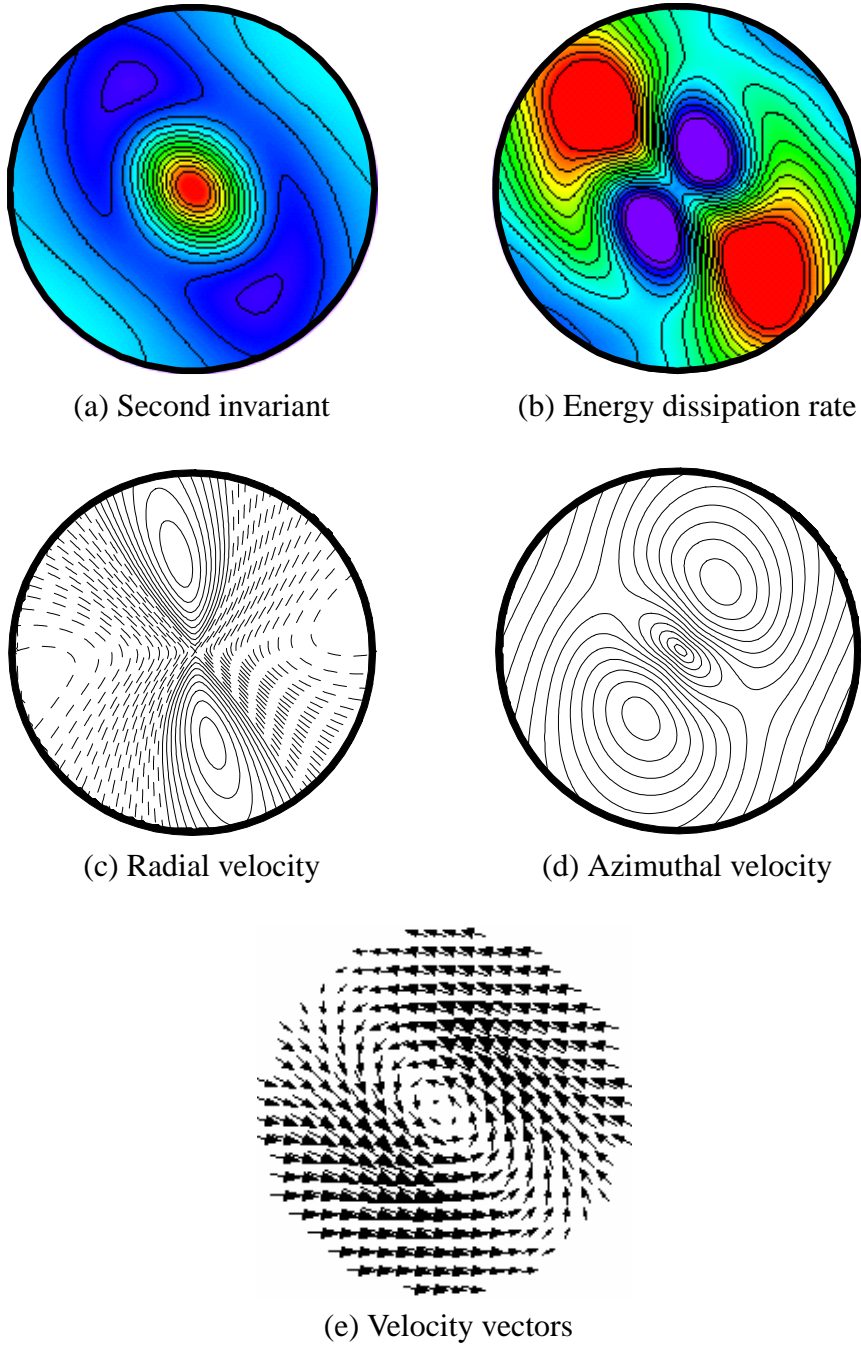 (a) Second invariant
(b) Energy dissipation rate
(c) Radial velocity
(d) Azimuthal velocity
(e) Velocity vectors